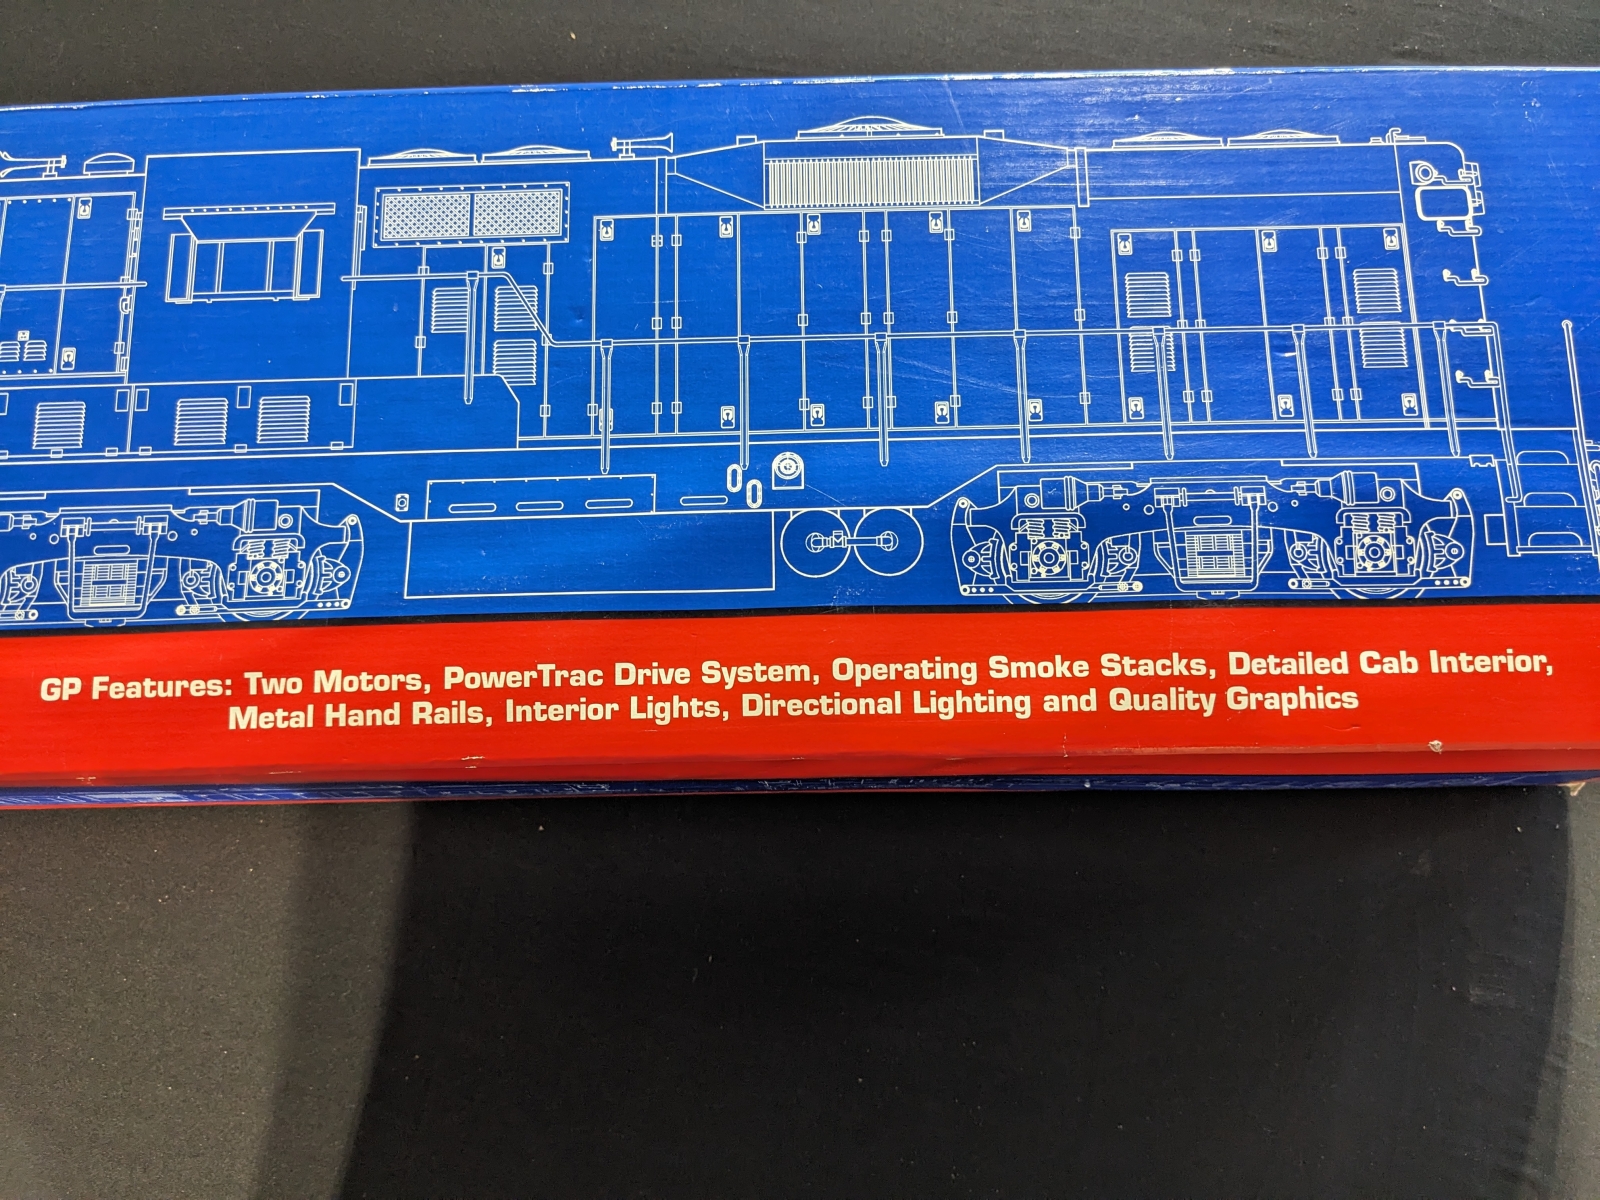 GP Features: Two Motors, PowerTrac Drive System, Operating Smoke Stacks, Detailed Cab Interior,
Metal Hand Rails, Interior Lights, Directional Lighting and Quality Graphics